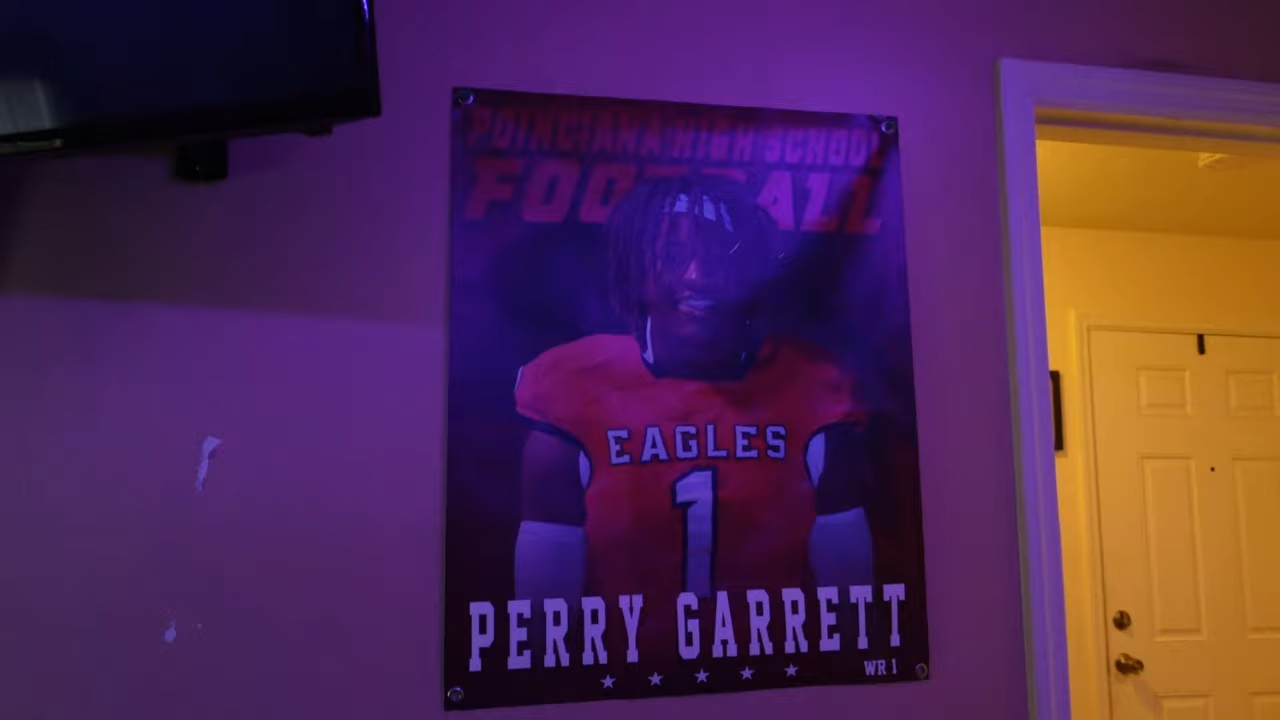 POINCIANA HIGH SCHOOL
FOOTBALL
EAGLES
1
PERRY GARRETT
WR 1